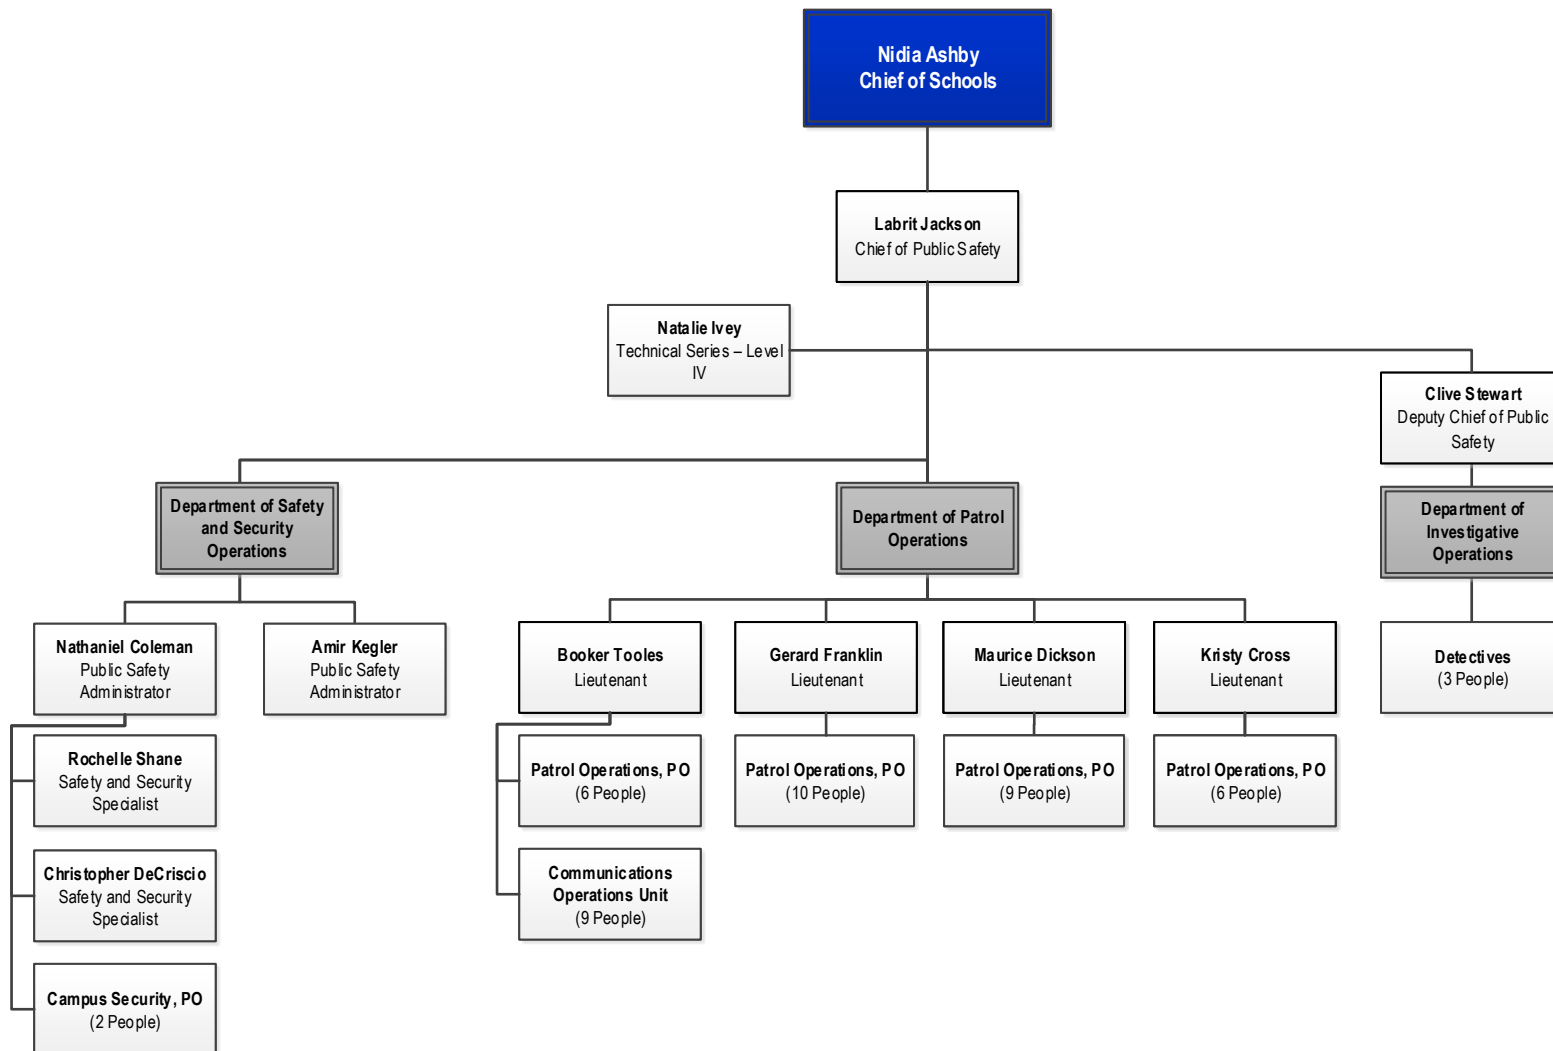 Nidia Ashby
Chief of Schools
Labrit Jackson
Chief of Public Safety
Natalie Ivey
Technical Series – Level
IV
Clive Stewart
Deputy Chief of Public
Safety
Department of Safety
and Security
Operations
Department of Patrol
Operations
Department of
Investigative
Operations
Nathaniel Coleman
Public Safety
Administrator
Amir Kegler
Public Safety
Administrator
Booker Tooles
Lieutenant
Gerard Franklin
Lieutenant
Maurice Dickson
Lieutenant
Kristy Cross
Lieutenant
Detectives
(3 People)
Rochelle Shane
Safety and Security
Specialist
Patrol Operations, PO
(6 People)
Patrol Operations, PO
(10 People)
Patrol Operations, PO
(9 People)
Patrol Operations, PO
(6 People)
Christopher DeCriscio
Safety and Security
Specialist
Communications
Operations Unit
(9 People)
Campus Security, PO
(2 People)